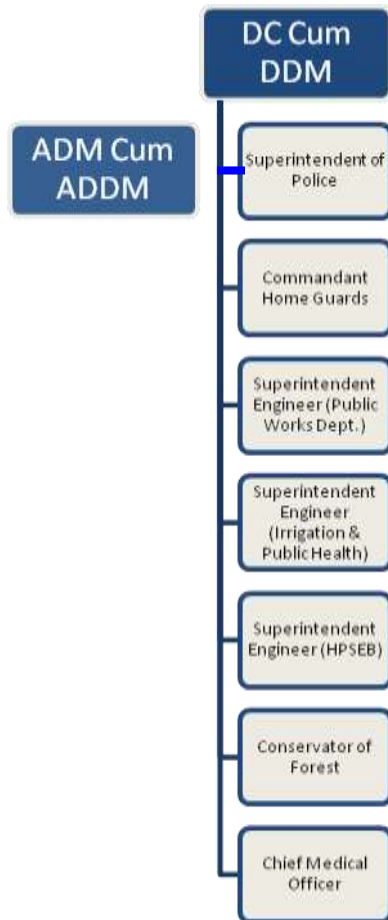 DC Cum
DDM
ADM Cum
ADDM
Superintendent of
Police
Commandant
Home Guards
Superintendent
Engineer (Public
Works Dept.)
Superintendent
Engineer
(Irrigation &
Public Health)
Superintendent
Engineer (HPSEB)
Conservator of
Forest
Chief Medical
Officer